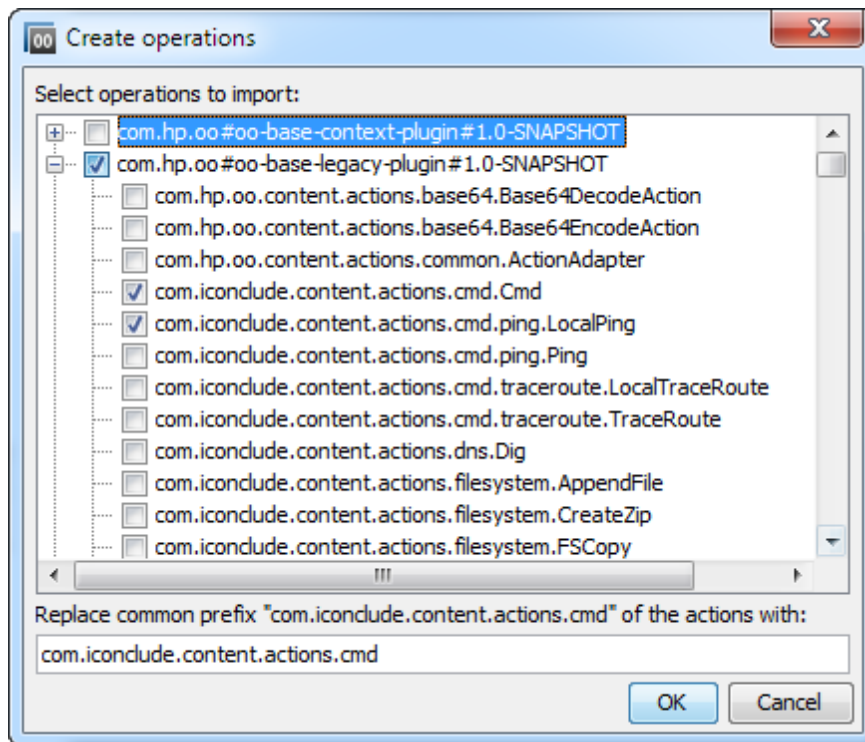 oo Create operations
Select operations to import:
com.hp.oo#oo-base-context-plugin#1.0-SNAPSHOT
com.hp.oo#oo-base-legacy-plugin#1.0-SNAPSHOT
com.hp.oo.content.actions.base64.Base64DecodeAction
com.hp.oo.content.actions.base64.Base64EncodeAction
com.hp.oo.content.actions.common.ActionAdapter
com.iconclude.content.actions.cmd.Cmd
com.iconclude.content.actions.cmd.ping.LocalPing
com.iconclude.content.actions.cmd.ping.Ping
com.iconclude.content.actions.cmd.traceroute.LocalTraceRoute
com.iconclude.content.actions.cmd.traceroute.TraceRoute
com.iconclude.content.actions.dns.Dig
com.iconclude.content.actions.filesystem.AppendFile
com.iconclude.content.actions.filesystem.CreateZip
com.iconclude.content.actions.filesystem.FSCopy
Replace common prefix "com.iconclude.content.actions.cmd" of the actions with:
com.iconclude.content.actions.cmd
OK Cancel